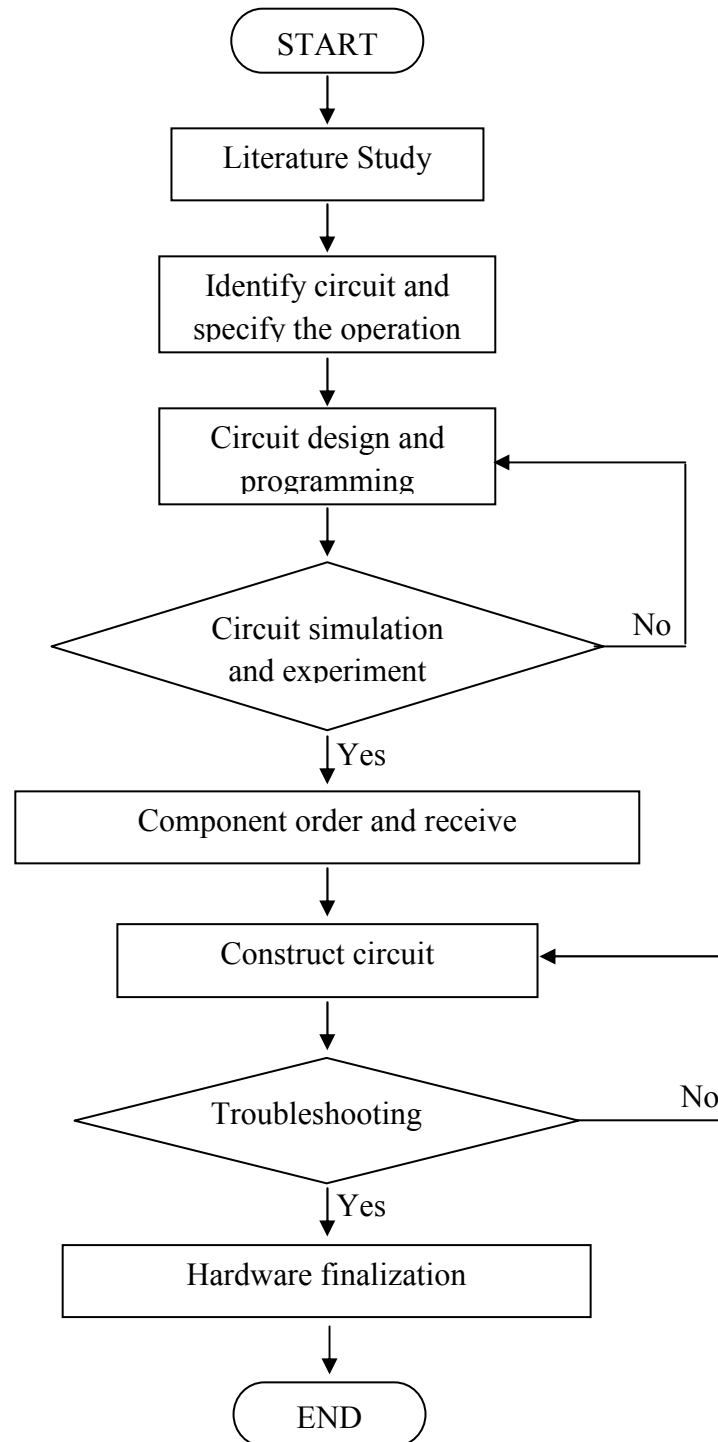 START
Literature Study
Identify circuit and
specify the operation
Circuit design and
programming
Circuit simulation
and experiment
No
Yes
Component order and receive
Construct circuit
Troubleshooting
No
Yes
Hardware finalization
END